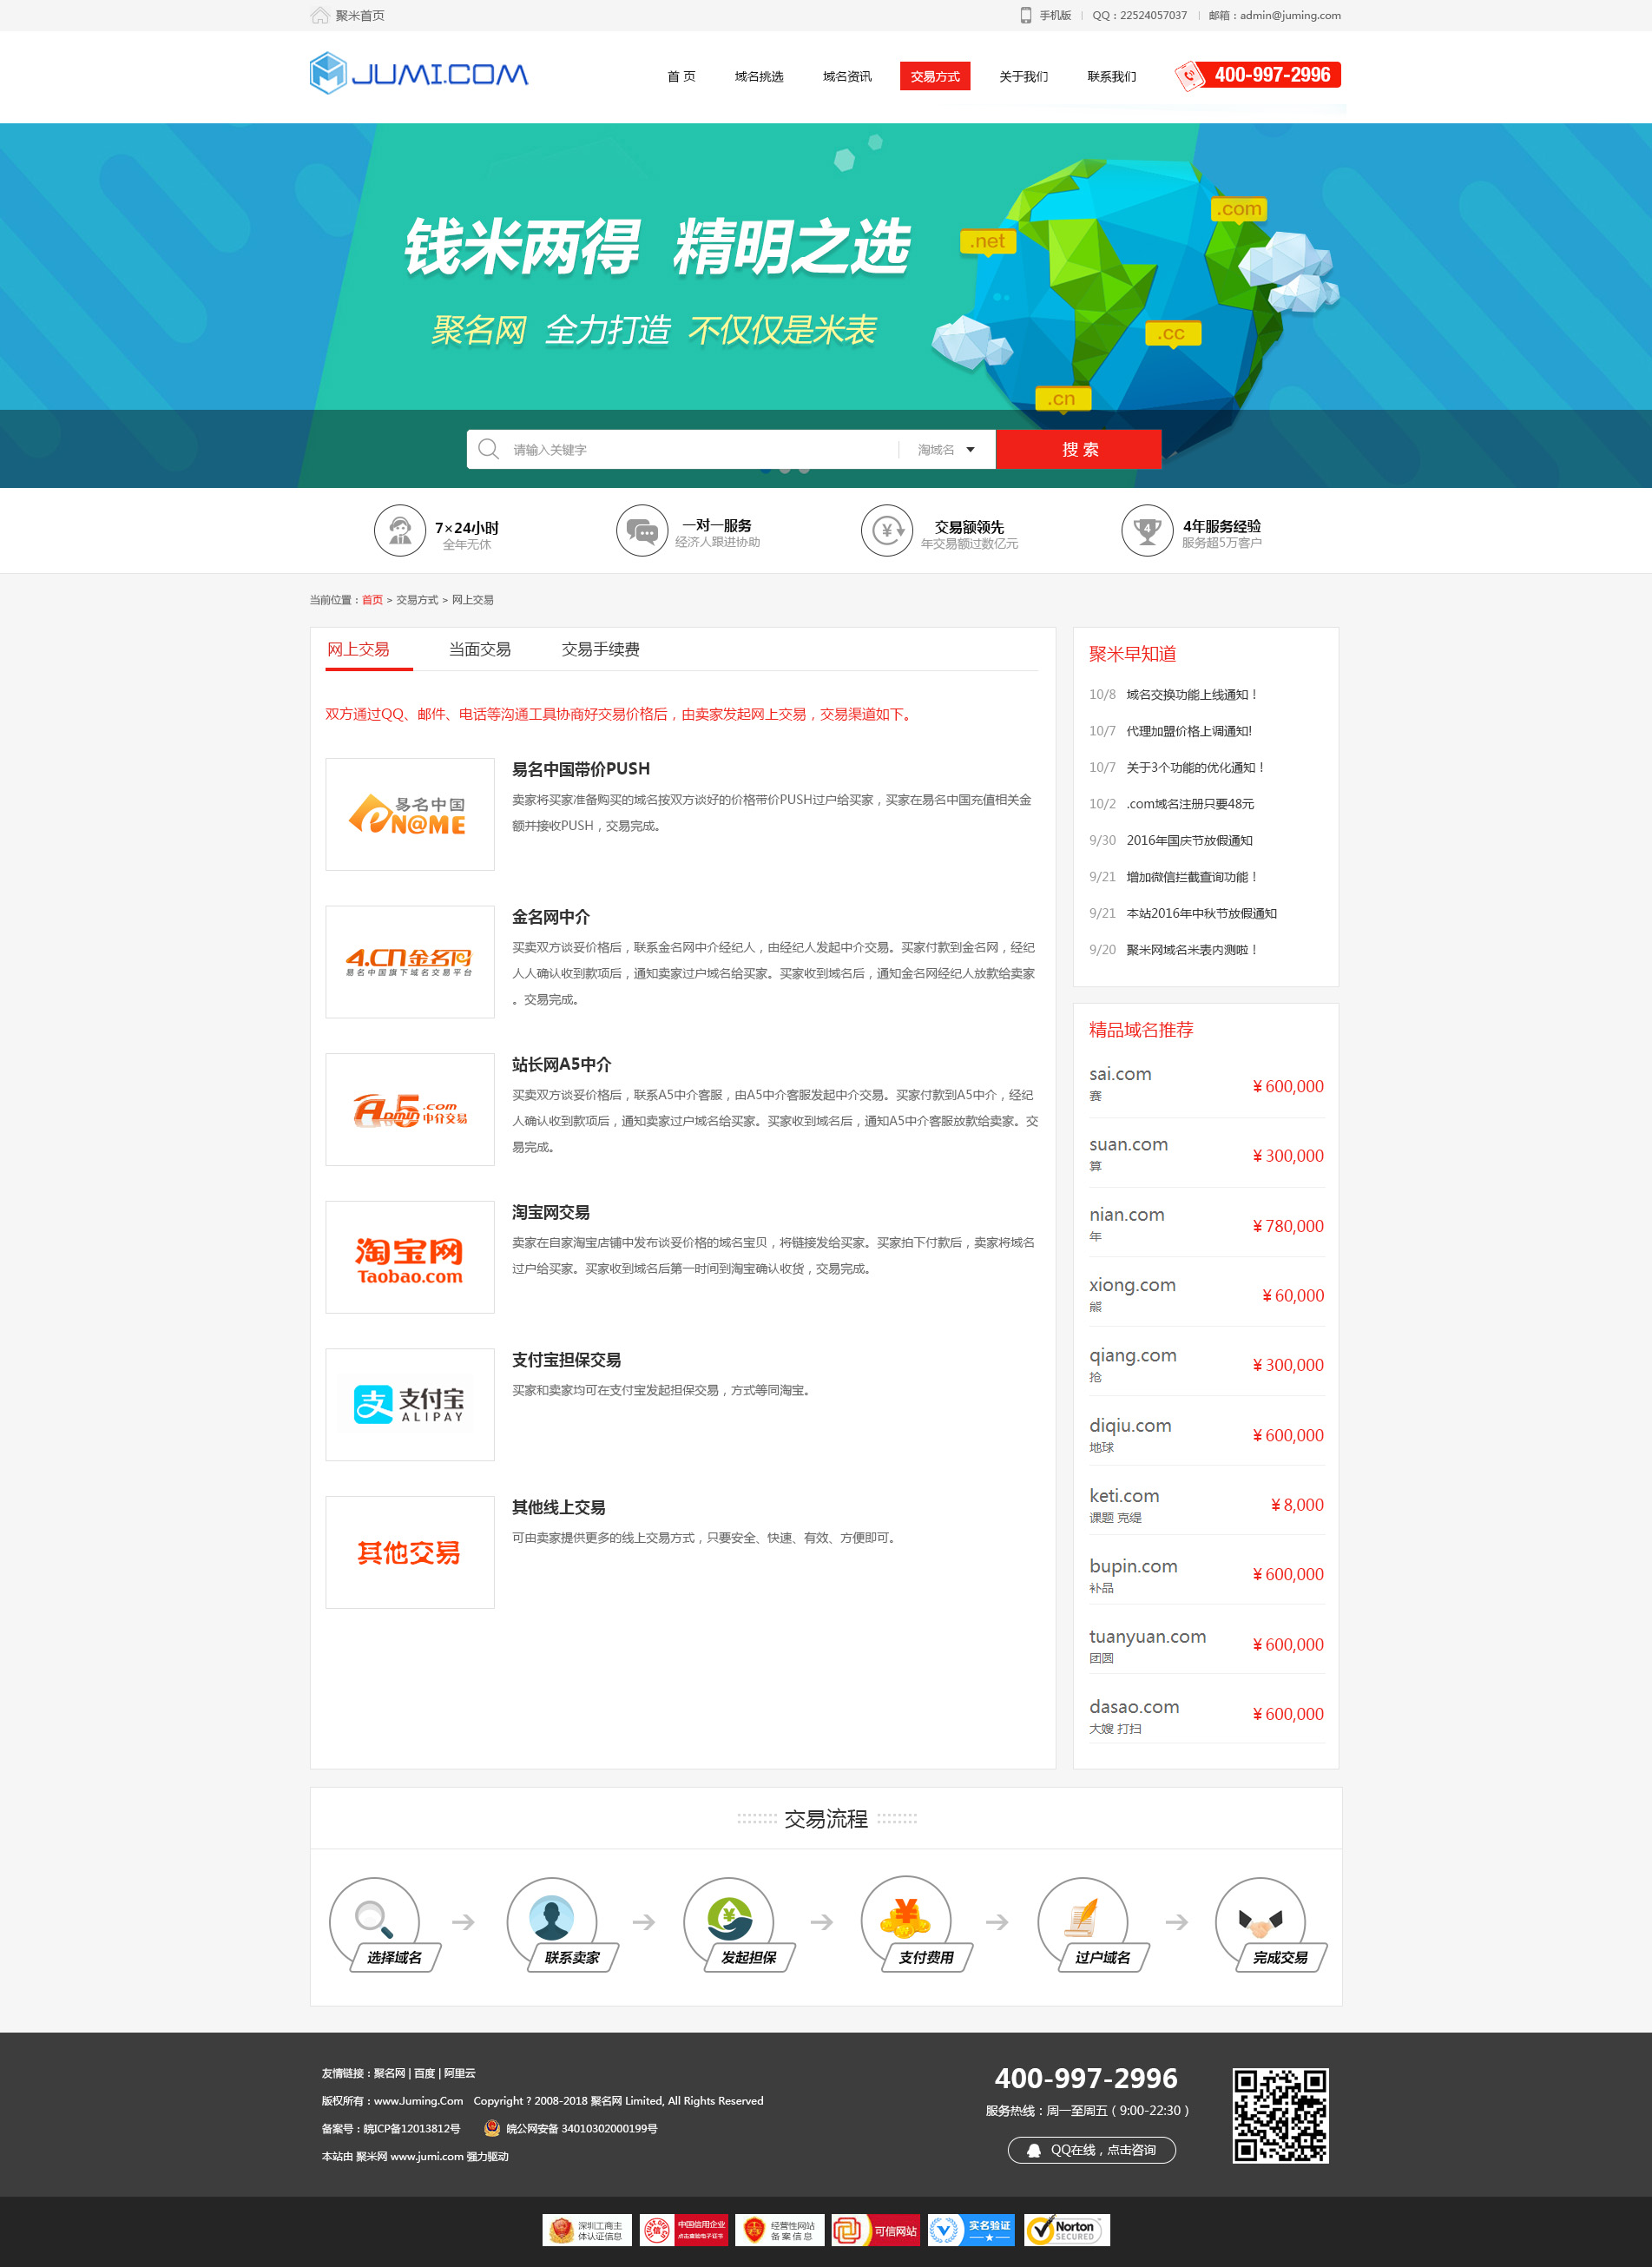 聚米首页
手机版 | QQ：22524057037 | 邮箱：admin@juming.com
JUMI.COM
首 页
域名挑选
域名资讯
交易方式
关于我们
联系我们
400-997-2996
钱米两得 精明之选
聚名网 全力打造 不仅仅是米表
.com
.net
.cc
.cn
请输入关键字
淘域名
搜 索
7×24小时
全年无休
一对一服务
经济人跟进协助
交易额领先
年交易额过数亿元
4
4年服务经验
服务超5万客户
当前位置：首页 > 交易方式 > 网上交易
网上交易
当面交易
交易手续费
双方通过QQ、邮件、电话等沟通工具协商好交易价格后，由卖家发起网上交易，交易渠道如下。
易名中国
N@ME
易名中国带价PUSH
卖家将买家准备购买的域名按双方谈好的价格带价PUSH过户给买家，买家在易名中国充值相关金
额并接收PUSH，交易完成。
4.CN金名网
易名中国旗下域名交易平台
金名网中介
买卖双方谈妥价格后，联系金名网中介经纪人，由经纪人发起中介交易。买家付款到金名网，经纪
人人确认收到款项后，通知卖家过户域名给买家。买家收到域名后，通知金名网经纪人放款给卖家
。交易完成。
Admin5.com
中介交易
站长网A5中介
买卖双方谈妥价格后，联系A5中介客服，由A5中介客服发起中介交易。买家付款到A5中介，经纪
人确认收到款项后，通知卖家过户域名给买家。买家收到域名后，通知A5中介客服放款给卖家。交
易完成。
淘宝网
Taobao.com
淘宝网交易
卖家在自家淘宝店铺中发布谈妥价格的域名宝贝，将链接发给买家。买家拍下付款后，卖家将域名
过户给买家。买家收到域名后第一时间到淘宝确认收货，交易完成。
支 支付宝
ALIPAY
支付宝担保交易
买家和卖家均可在支付宝发起担保交易，方式等同淘宝。
其他交易
其他线上交易
可由卖家提供更多的线上交易方式，只要安全、快速、有效、方便即可。
聚米早知道
10/8 域名交换功能上线通知！
10/7 代理加盟价格上调通知!
10/7 关于3个功能的优化通知！
10/2 .com域名注册只要48元
9/30 2016年国庆节放假通知
9/21 增加微信拦截查询功能！
9/21 本站2016年中秋节放假通知
9/20 聚米网域名米表内测啦！
精品域名推荐
sai.com
赛
¥ 600,000
suan.com
算
¥ 300,000
nian.com
年
¥ 780,000
xiong.com
熊
¥ 60,000
qiang.com
抢
¥ 300,000
diqiu.com
地球
¥ 600,000
keti.com
课题 克缇
¥ 8,000
bupin.com
补品
¥ 600,000
tuanyuan.com
团圆
¥ 600,000
dasao.com
大嫂 打扫
¥ 600,000
交易流程
选择域名
联系卖家
发起担保
支付费用
过户域名
完成交易
友情链接：聚名网 | 百度 | 阿里云
版权所有：www.Juming.Com Copyright ? 2008-2018 聚名网 Limited, All Rights Reserved
备案号：皖ICP备12013812号 皖公网安备 34010302000199号
本站由 聚米网 www.jumi.com 强力驱动
400-997-2996
服务热线：周一至周五（9:00-22:30）
QQ在线，点击咨询
深圳工商主
体认证信息
中国信用企业
点击查验电子证书
经营性网站
备案信息
可信网站
实名验证
Norton
SECURED